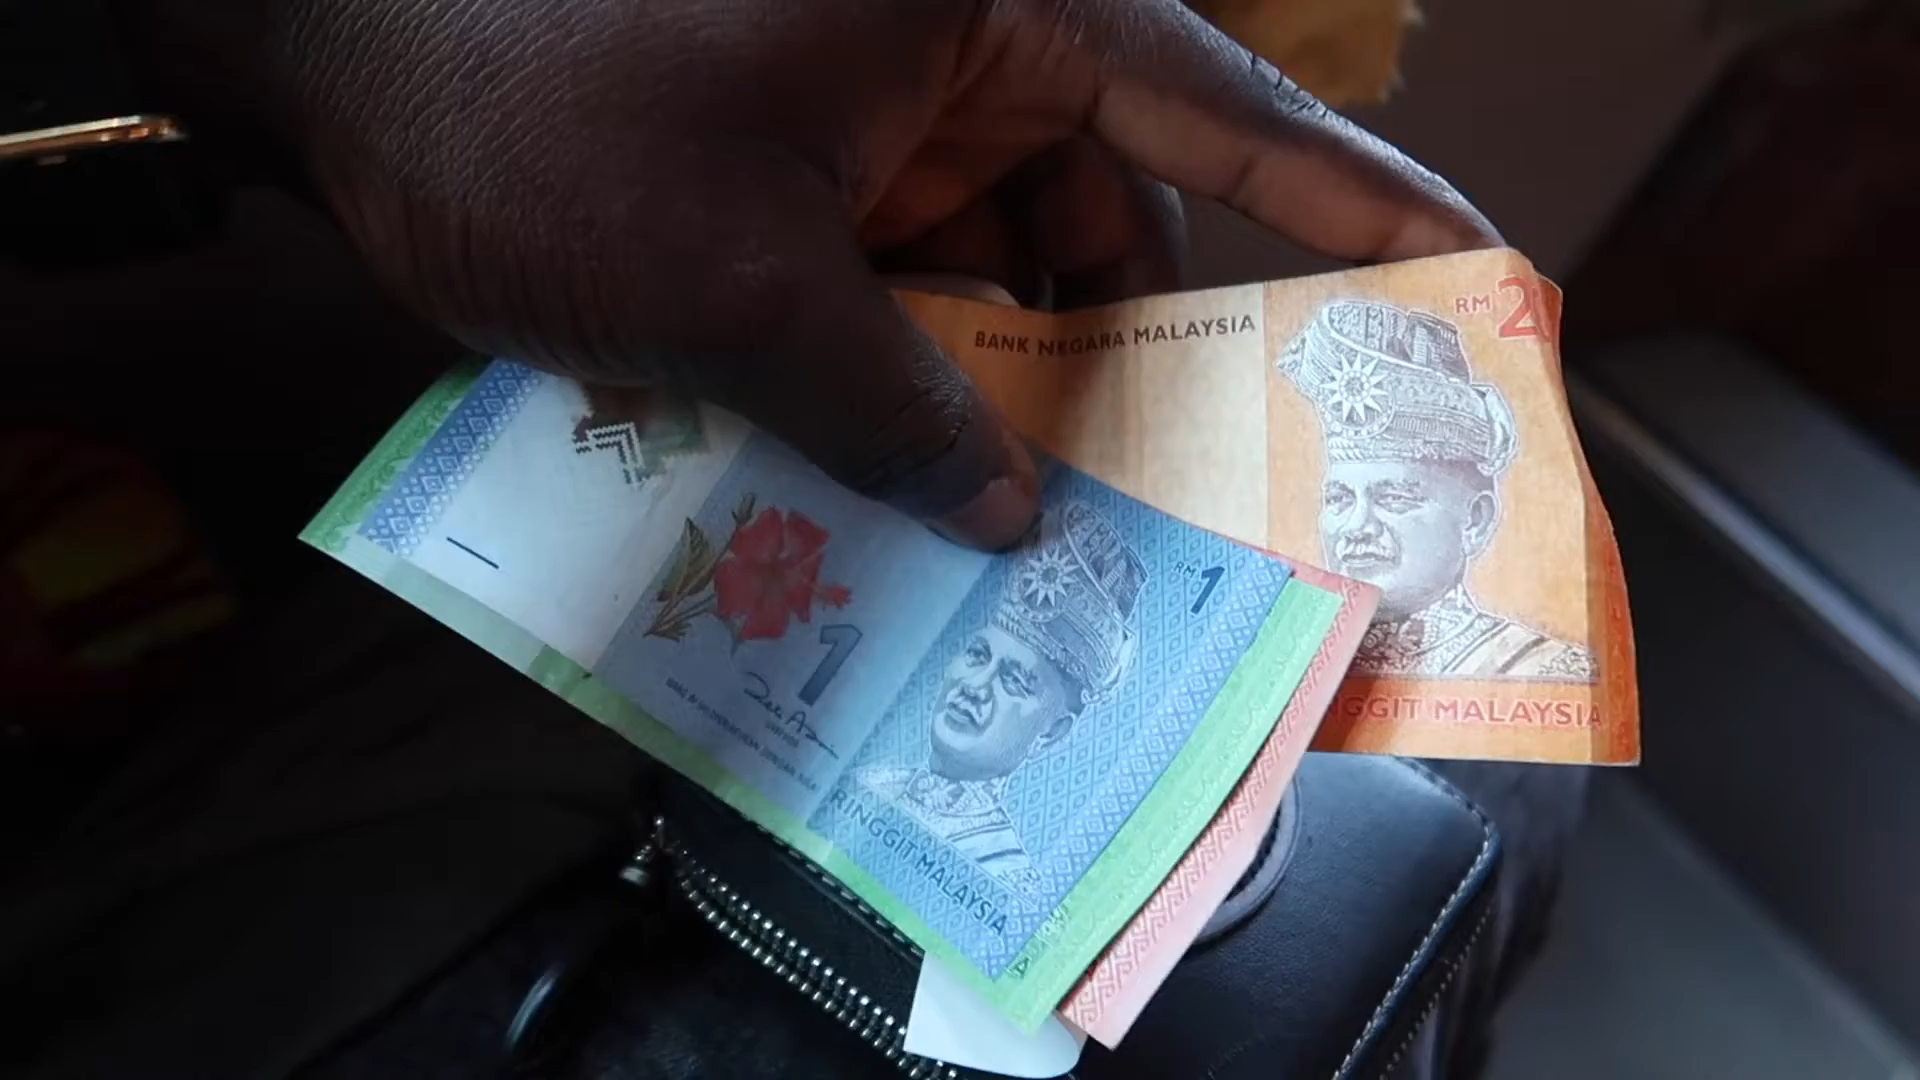 BANK NEGARA MALAYSIA
RM 20
RINGGIT MALAYSIA
RM 1
1
RINGGIT MALAYSIA